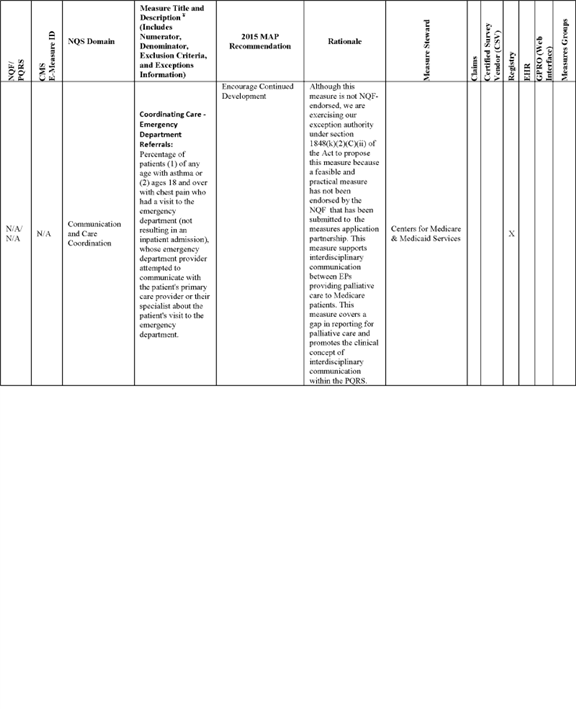 NQF/
PQRS
CMS
E-Measure ID
NQS Domain
Measure Title and
Description¥
(Includes
Numerator,
Denominator,
Exclusion Criteria,
and Exceptions
Information)
2015 MAP
Recommendation
Rationale
Measure Steward
Claims
Certified Survey
Vendor (CSV)
Registry
EHR
GPRO (Web
Interface)
Measures Groups
N/A/
N/A
N/A
Communication
and Care
Coordination
Coordinating Care -
Emergency
Department
Referrals:
Percentage of
patients (1) of any
age with asthma or
(2) ages 18 and over
with chest pain who
had a visit to the
emergency
department (not
resulting in an
inpatient admission),
whose emergency
department provider
attempted to
communicate with
the patient's primary
care provider or their
specialist about the
patient's visit to the
emergency
department.
Encourage Continued
Development
Although this
measure is not NQF-
endorsed, we are
exercising our
exception authority
under section
1848(k)(2)(C)(ii) of
the Act to propose
this measure because
a feasible and
practical measure
has not been
endorsed by the
NQF that has been
submitted to the
measures application
partnership. This
measure supports
interdisciplinary
communication
between EPs
providing palliative
care to Medicare
patients. This
measure covers a
gap in reporting for
palliative care and
promotes the clinical
concept of
interdisciplinary
communication
within the PQRS.
Centers for Medicare
& Medicaid Services
X